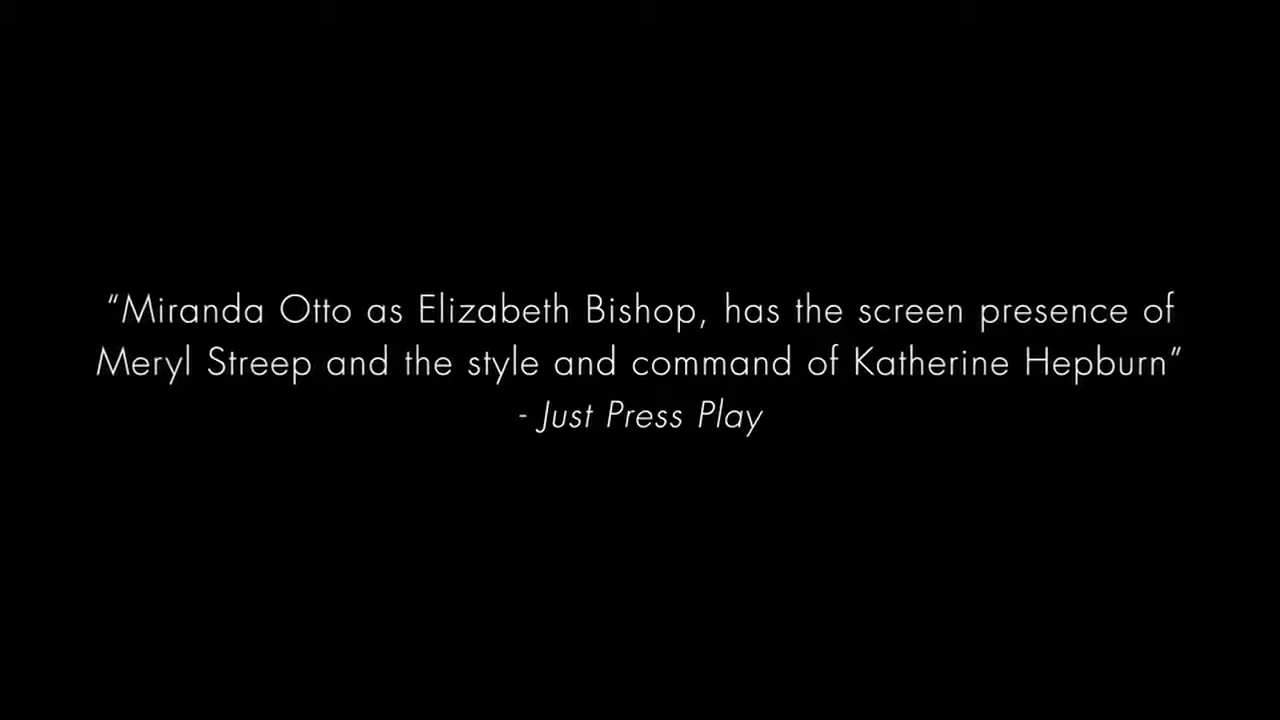 “Miranda Otto as Elizabeth Bishop, has the screen presence of
Meryl Streep and the style and command of Katherine Hepburn”
- Just Press Play